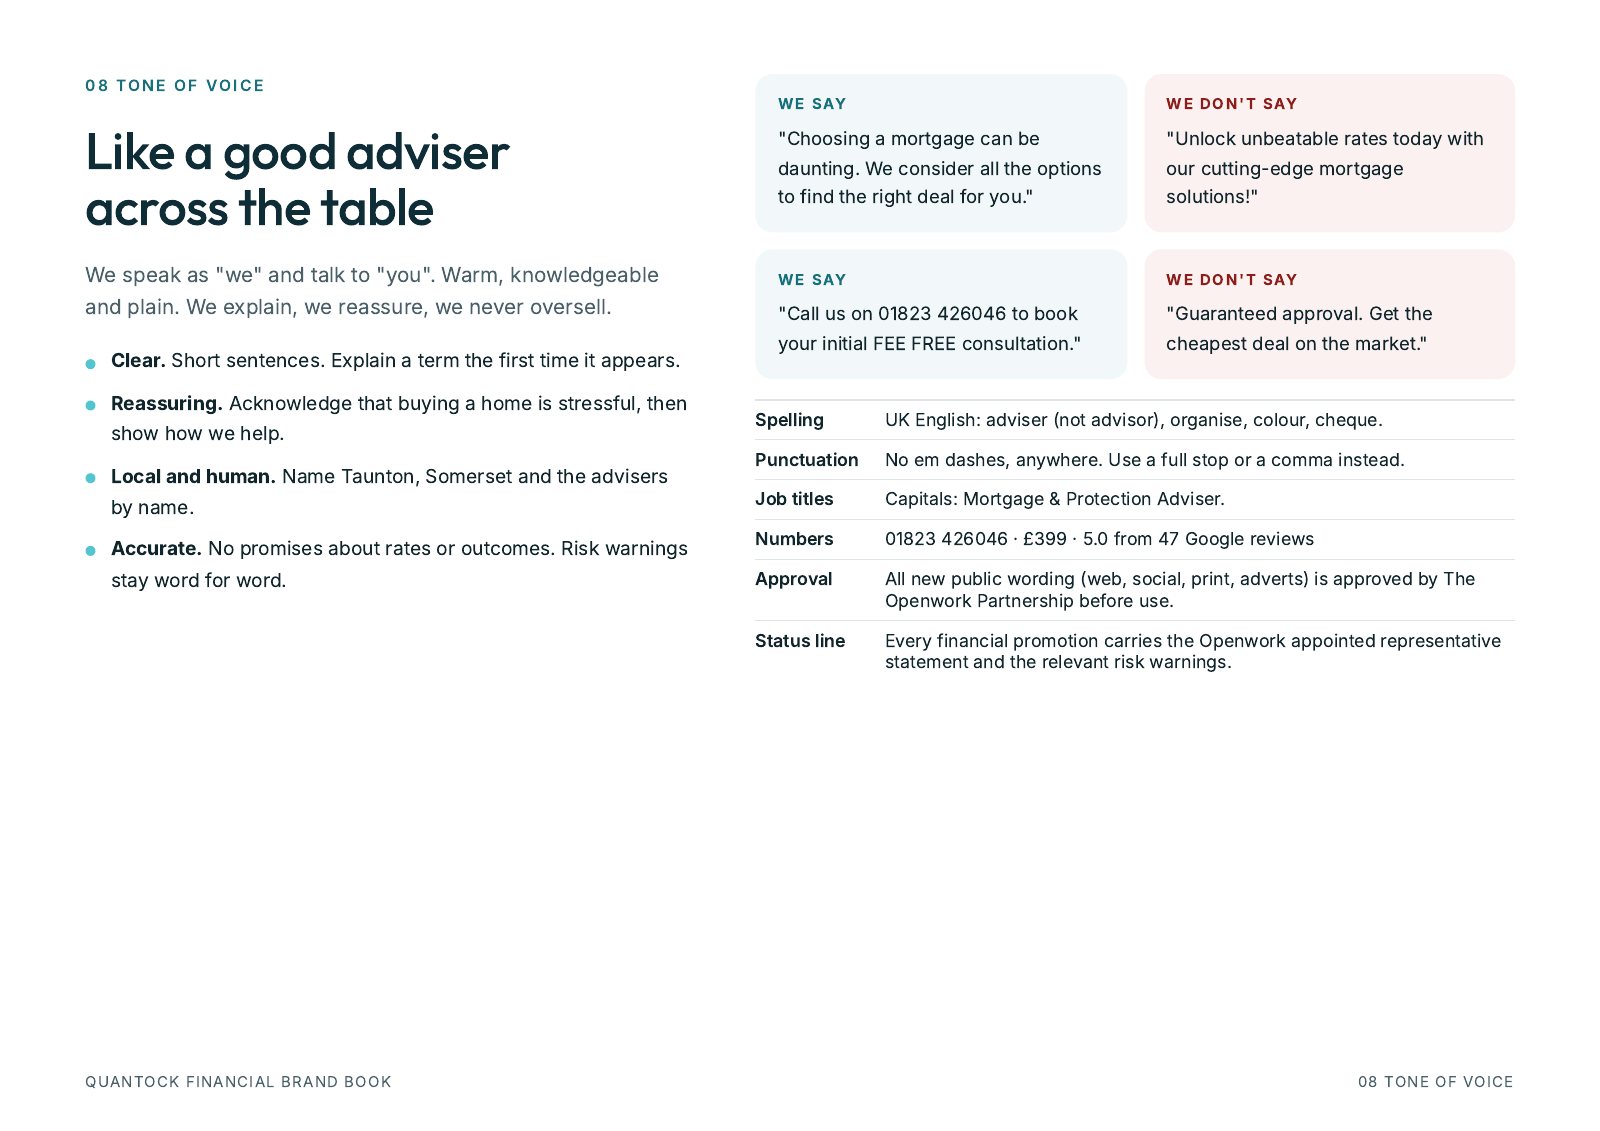 08 TONE OF VOICE
Like a good adviser
across the table
We speak as "we" and talk to "you". Warm, knowledgeable
and plain. We explain, we reassure, we never oversell.
Clear. Short sentences. Explain a term the first time it appears.
Reassuring. Acknowledge that buying a home is stressful, then
show how we help.
Local and human. Name Taunton, Somerset and the advisers
by name.
Accurate. No promises about rates or outcomes. Risk warnings
stay word for word.
WE SAY
"Choosing a mortgage can be
daunting. We consider all the options
to find the right deal for you."
WE DON'T SAY
"Unlock unbeatable rates today with
our cutting-edge mortgage
solutions!"
WE SAY
"Call us on 01823 426046 to book
your initial FEE FREE consultation."
WE DON'T SAY
"Guaranteed approval. Get the
cheapest deal on the market."
Spelling UK English: adviser (not advisor), organise, colour, cheque.
Punctuation No em dashes, anywhere. Use a full stop or a comma instead.
Job titles Capitals: Mortgage & Protection Adviser.
Numbers 01823 426046 · £399 · 5.0 from 47 Google reviews
Approval All new public wording (web, social, print, adverts) is approved by The
Openwork Partnership before use.
Status line Every financial promotion carries the Openwork appointed representative
statement and the relevant risk warnings.
QUANTOCK FINANCIAL BRAND BOOK
08 TONE OF VOICE